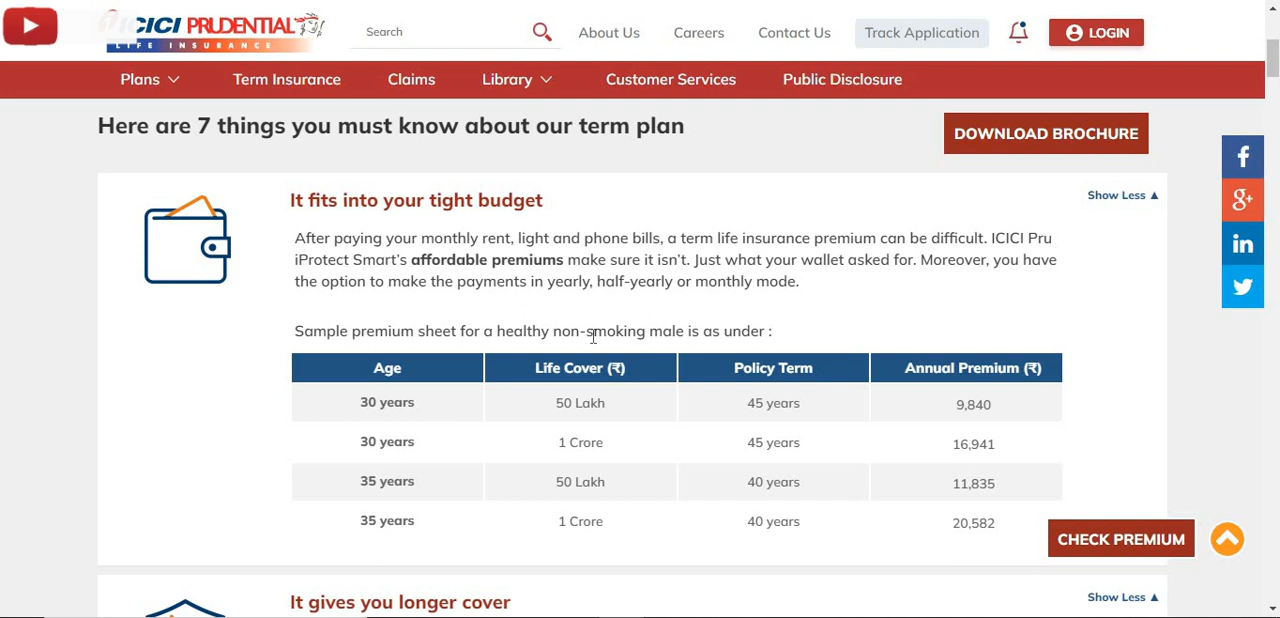 ICICI PRUDENTIAL
LIFE INSURANCE
Search
About Us
Careers
Contact Us
Track Application
LOGIN
Plans
Term Insurance
Claims
Library
Customer Services
Public Disclosure
Here are 7 things you must know about our term plan
DOWNLOAD BROCHURE
It fits into your tight budget
Show Less ▲
After paying your monthly rent, light and phone bills, a term life insurance premium can be difficult. ICICI Pru
iProtect Smart's affordable premiums make sure it isn't. Just what your wallet asked for. Moreover, you have
the option to make the payments in yearly, half-yearly or monthly mode.
Sample premium sheet for a healthy non-smoking male is as under :
Age Life Cover (₹) Policy Term Annual Premium (₹)
30 years 50 Lakh 45 years 9,840
30 years 1 Crore 45 years 16,941
35 years 50 Lakh 40 years 11,835
35 years 1 Crore 40 years 20,582
CHECK PREMIUM
It gives you longer cover
Show Less ▲